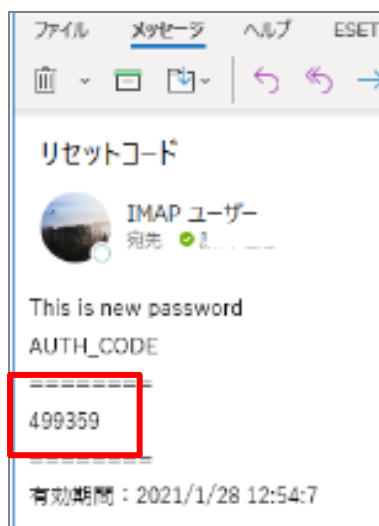 ファイル メッセージ ヘルプ ESET
リセットコード
IMAP ユーザー
宛先
This is new password
AUTH_CODE
========
499359
========
有効期間：2021/1/28 12:54:7